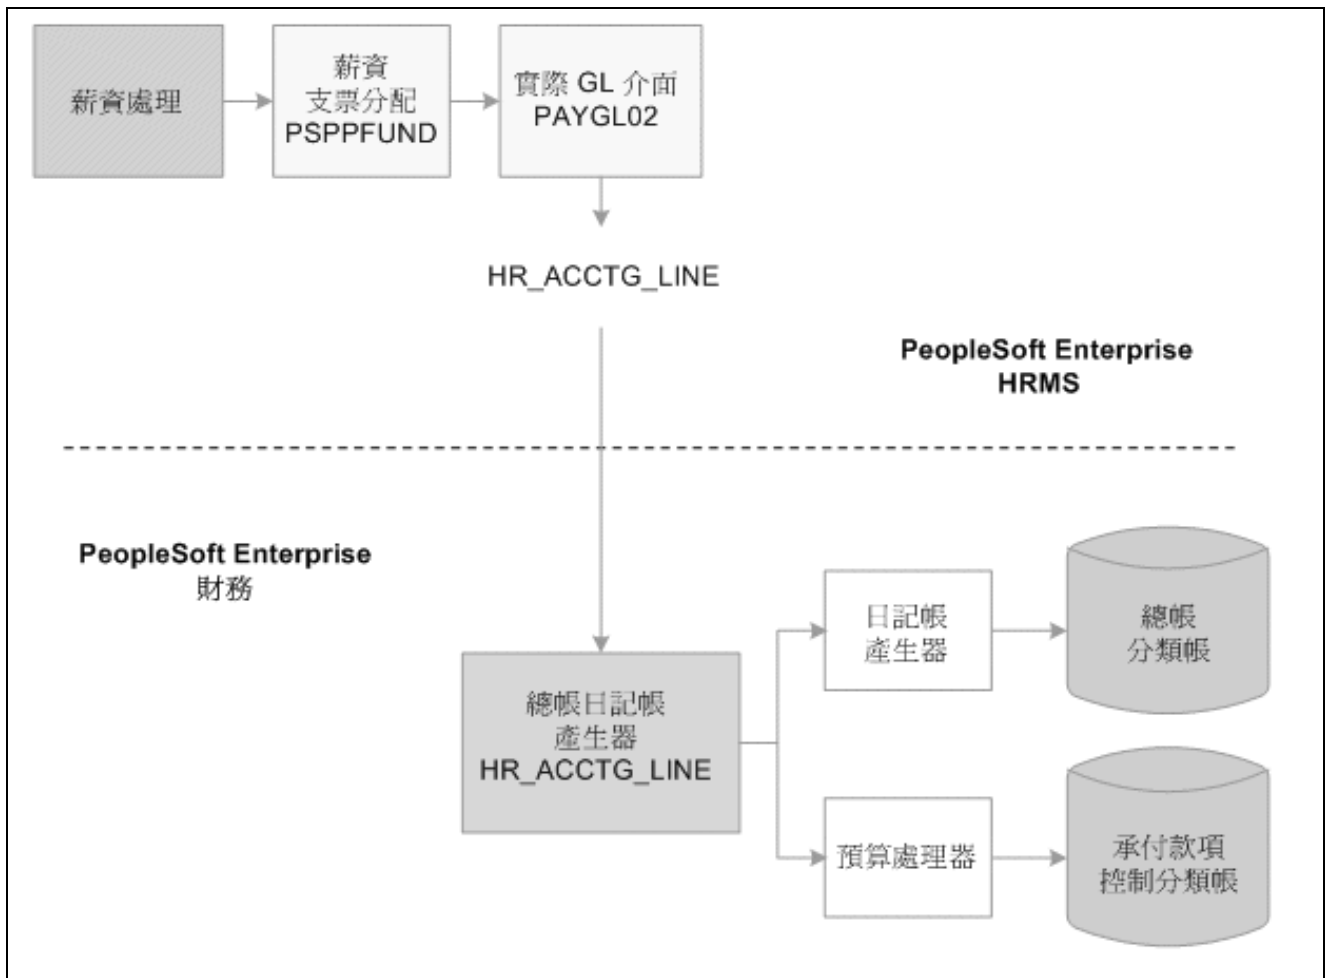 薪資處理
薪資
支票分配
PSPPFUND
實際 GL 介面
PAYGL02
HR_ACCTG_LINE
PeopleSoft Enterprise
HRMS
PeopleSoft Enterprise
財務
總帳日記帳
產生器
HR_ACCTG_LINE
日記帳
產生器
總帳
分類帳
預算處理器
承付款項
控制分類帳